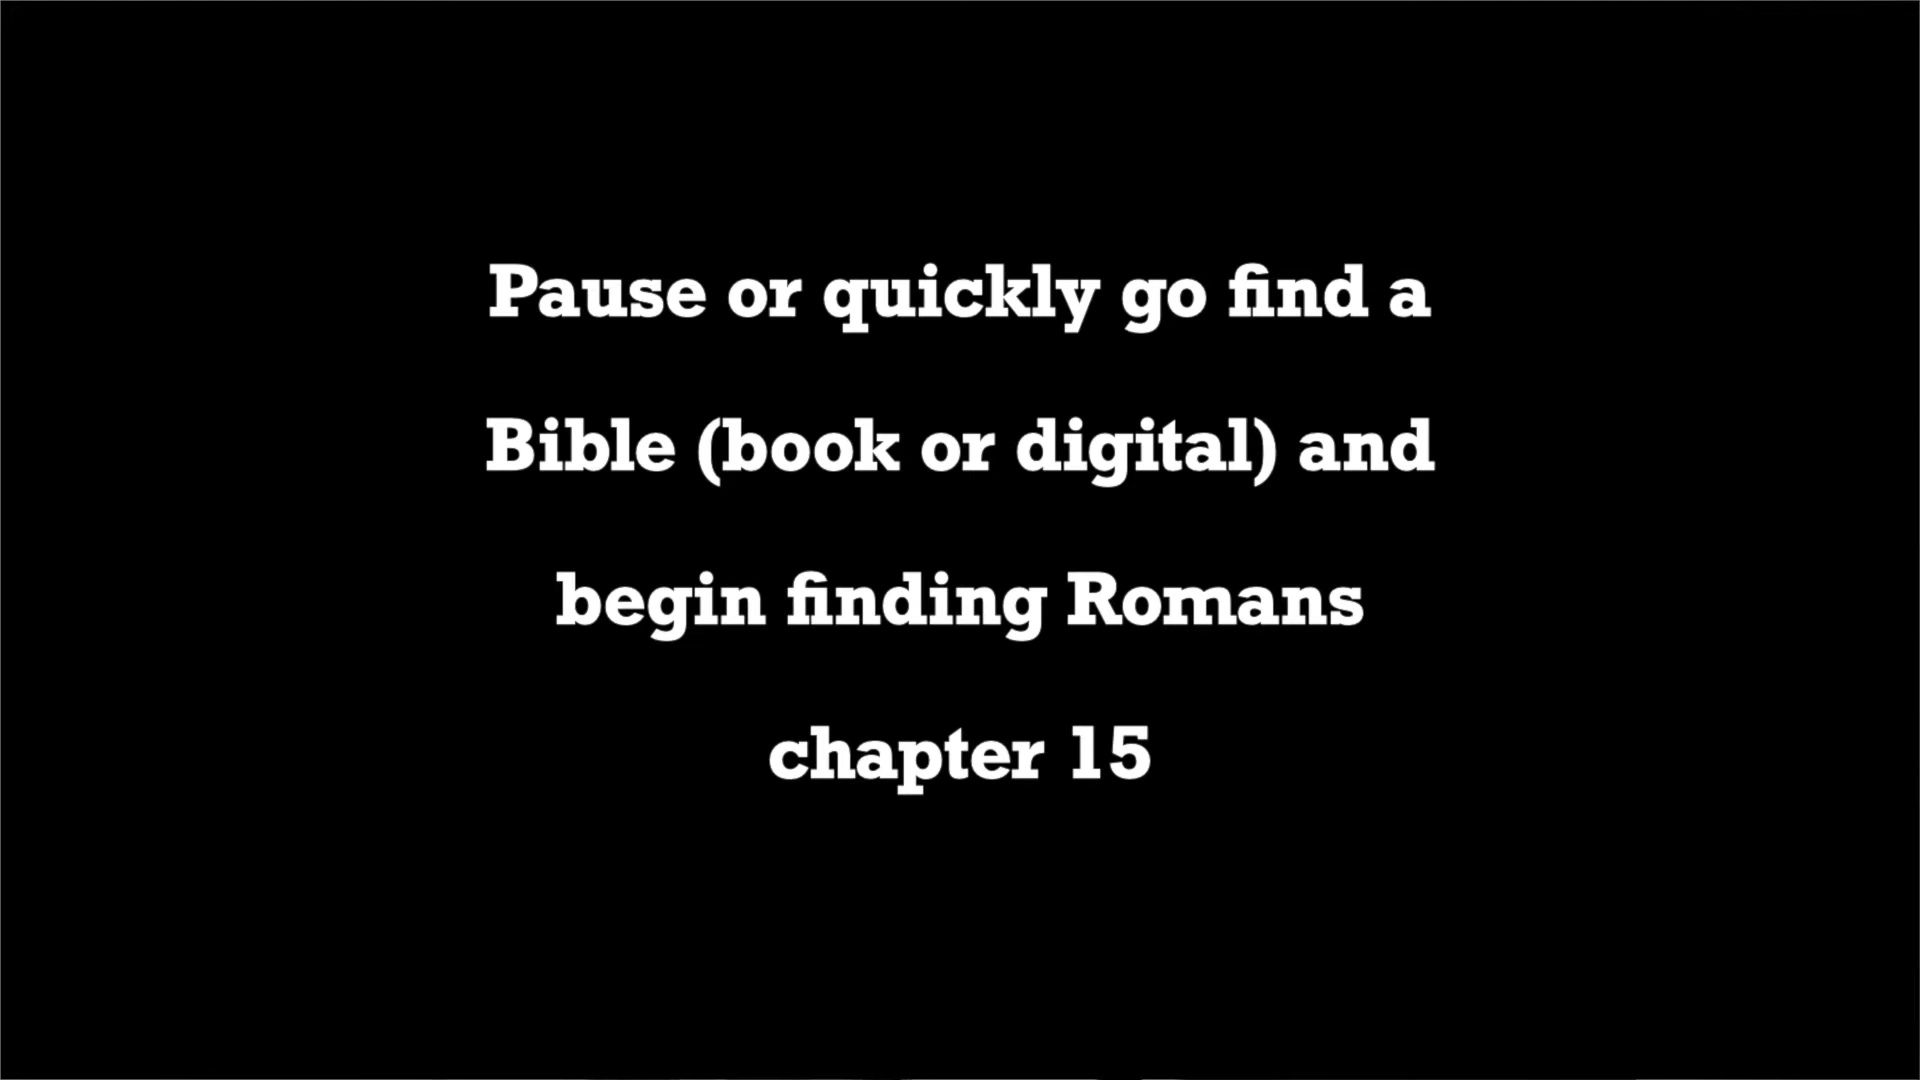 Pause or quickly go find a
Bible (book or digital) and
begin finding Romans
chapter 15